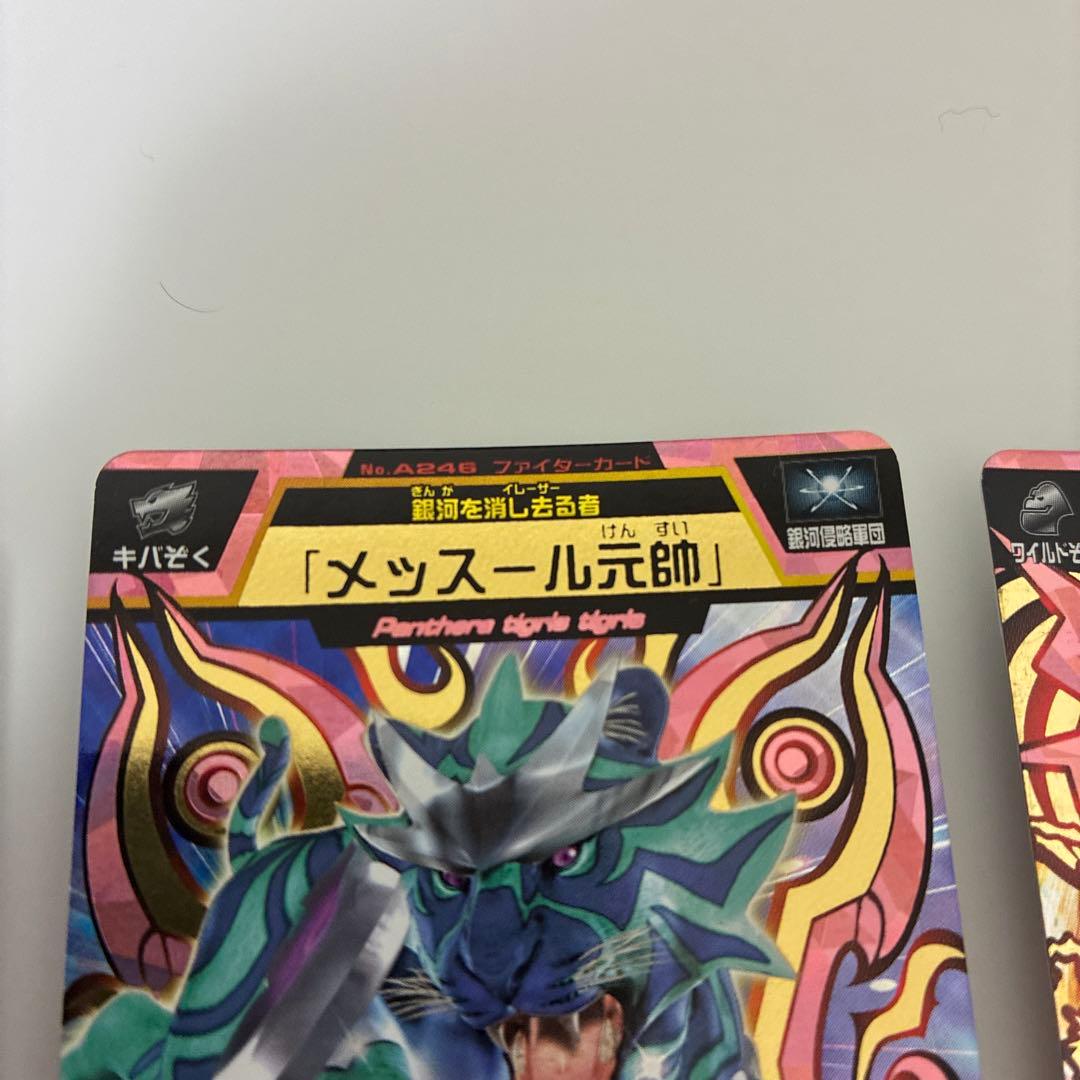 No.A246 ファイターカード
キバぞく
ぎんが イレーザー
銀河を消し去る者
銀河侵略軍団
げんすい
「メッスール元帥」
Panthera tigris tigris
ワイルドぞ